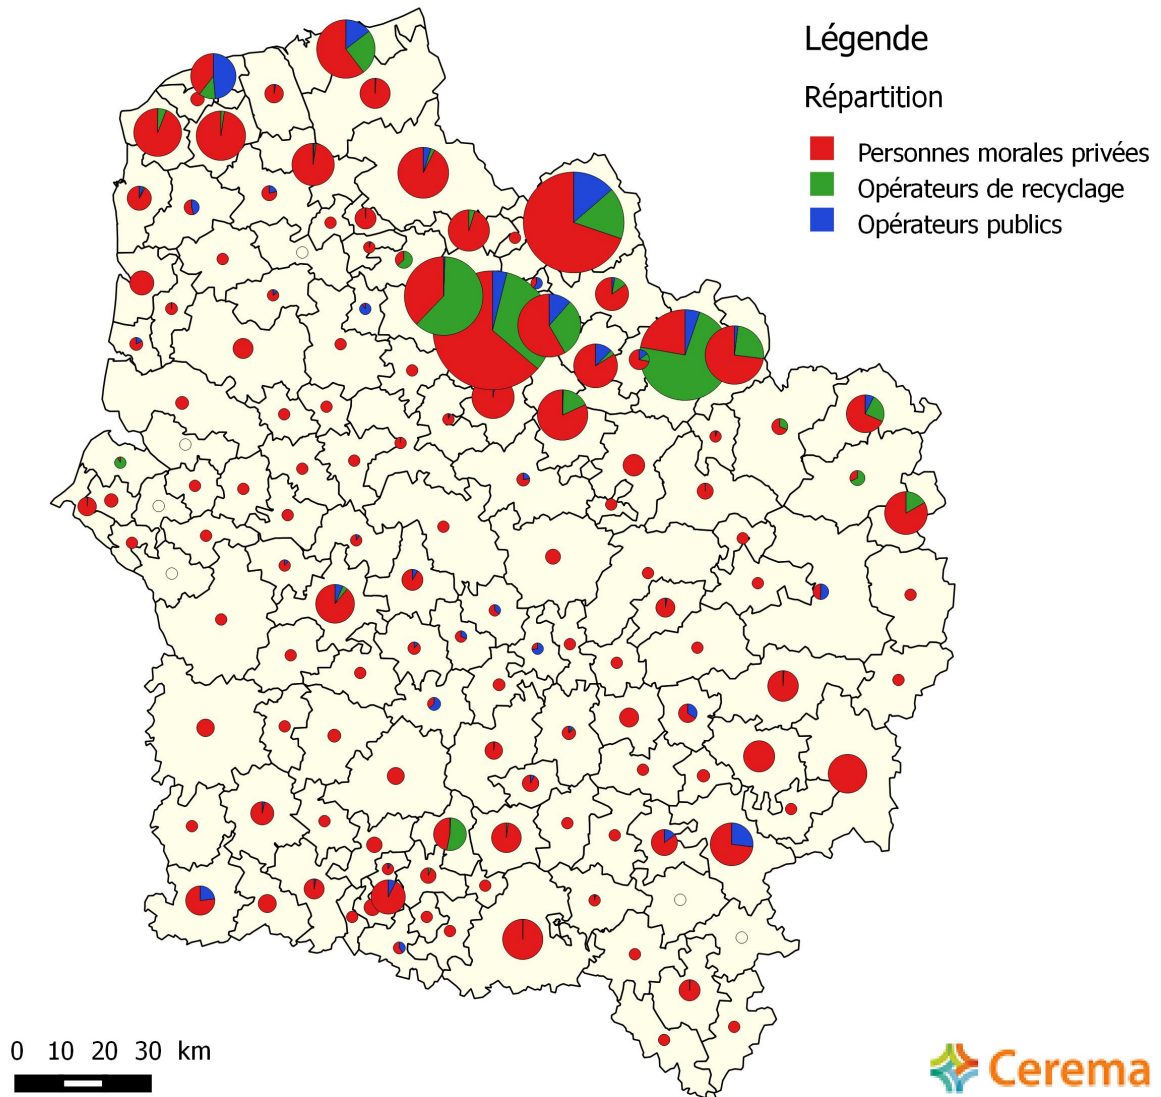 Légende
Répartition
Personnes morales privées
Opérateurs de recyclage
Opérateurs publics
0 10 20 30 km
Cerema